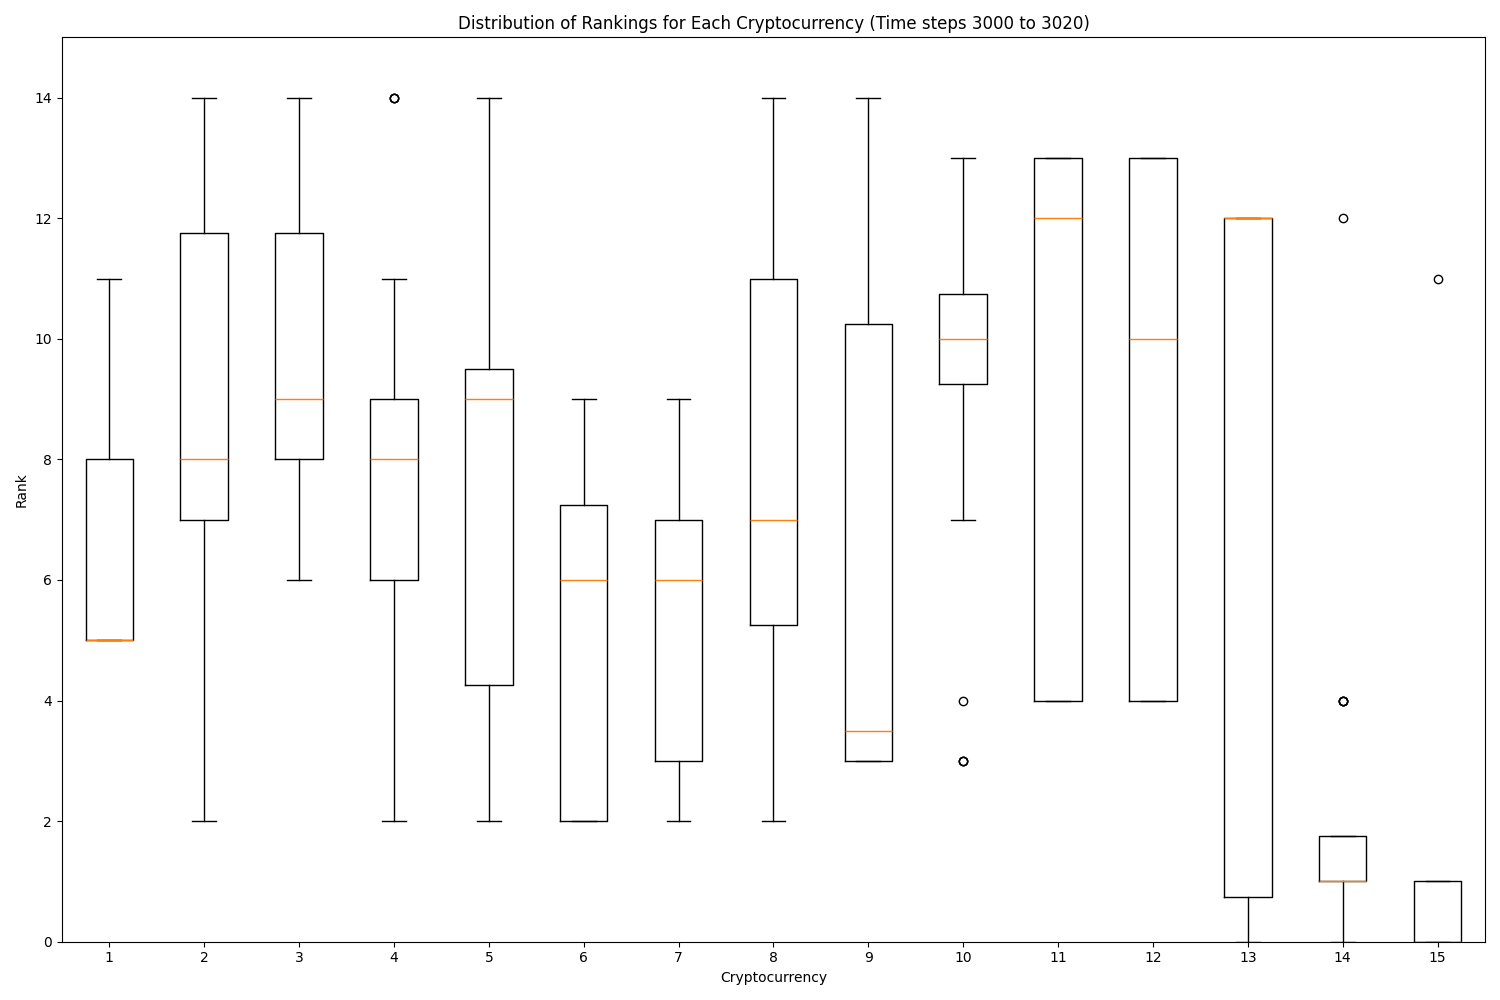 Distribution of Rankings for Each Cryptocurrency (Time steps 3000 to 3020)
Rank
14
12
10
8
6
4
2
0
1 2 3 4 5 6 7 8 9 10 11 12 13 14 15
Cryptocurrency